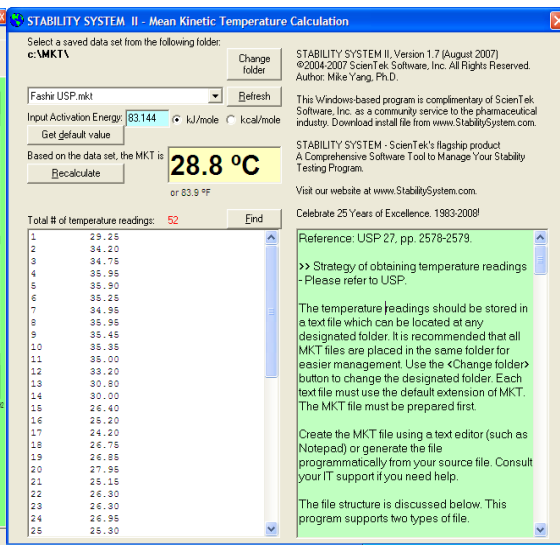 STABILITY SYSTEM II - Mean Kinetic Temperature Calculation
Select a saved data set from the following folder:
c:\MKT\
Change folder
Fashir USP.mkt
Refresh
Input Activation Energy: 83.144 kJ/mole kcal/mole
Get default value
Based on the data set, the MKT is 28.8 ºC
Recalculate
or 83.9 ºF
Total # of temperature readings: 52
Find
1 29.25
2 34.20
3 34.75
4 35.95
5 35.90
6 35.25
7 34.95
8 35.95
9 35.45
10 35.35
11 35.00
12 33.20
13 30.80
14 30.00
15 26.40
16 25.20
17 24.20
18 26.75
19 26.85
20 27.95
21 25.15
22 26.30
23 26.30
24 26.95
25 25.30
STABILITY SYSTEM II, Version 1.7 (August 2007)
©2004-2007 ScienTek Software, Inc. All Rights Reserved.
Author: Mike Yang, Ph.D.
This Windows-based program is complimentary of ScienTek
Software, Inc. as a community service to the pharmaceutical
industry. Download install file from www.StabilitySystem.com.
STABILITY SYSTEM - ScienTek's flagship product
A Comprehensive Software Tool to Manage Your Stability
Testing Program.
Visit our website at www.StabilitySystem.com.
Celebrate 25 Years of Excellence. 1983-2008!
Reference: USP 27, pp. 2578-2579.
>> Strategy of obtaining temperature readings
- Please refer to USP.
The temperature readings should be stored in
a text file which can be located at any
designated folder. It is recommended that all
MKT files are placed in the same folder for
easier management. Use the <Change folder>
button to change the designated folder. Each
text file must use the default extension of MKT.
The MKT file must be prepared first.
Create the MKT file using a text editor (such as
Notepad) or generate the file
programmatically from your source file. Consult
your IT support if you need help.
The file structure is discussed below. This
program supports two types of file.